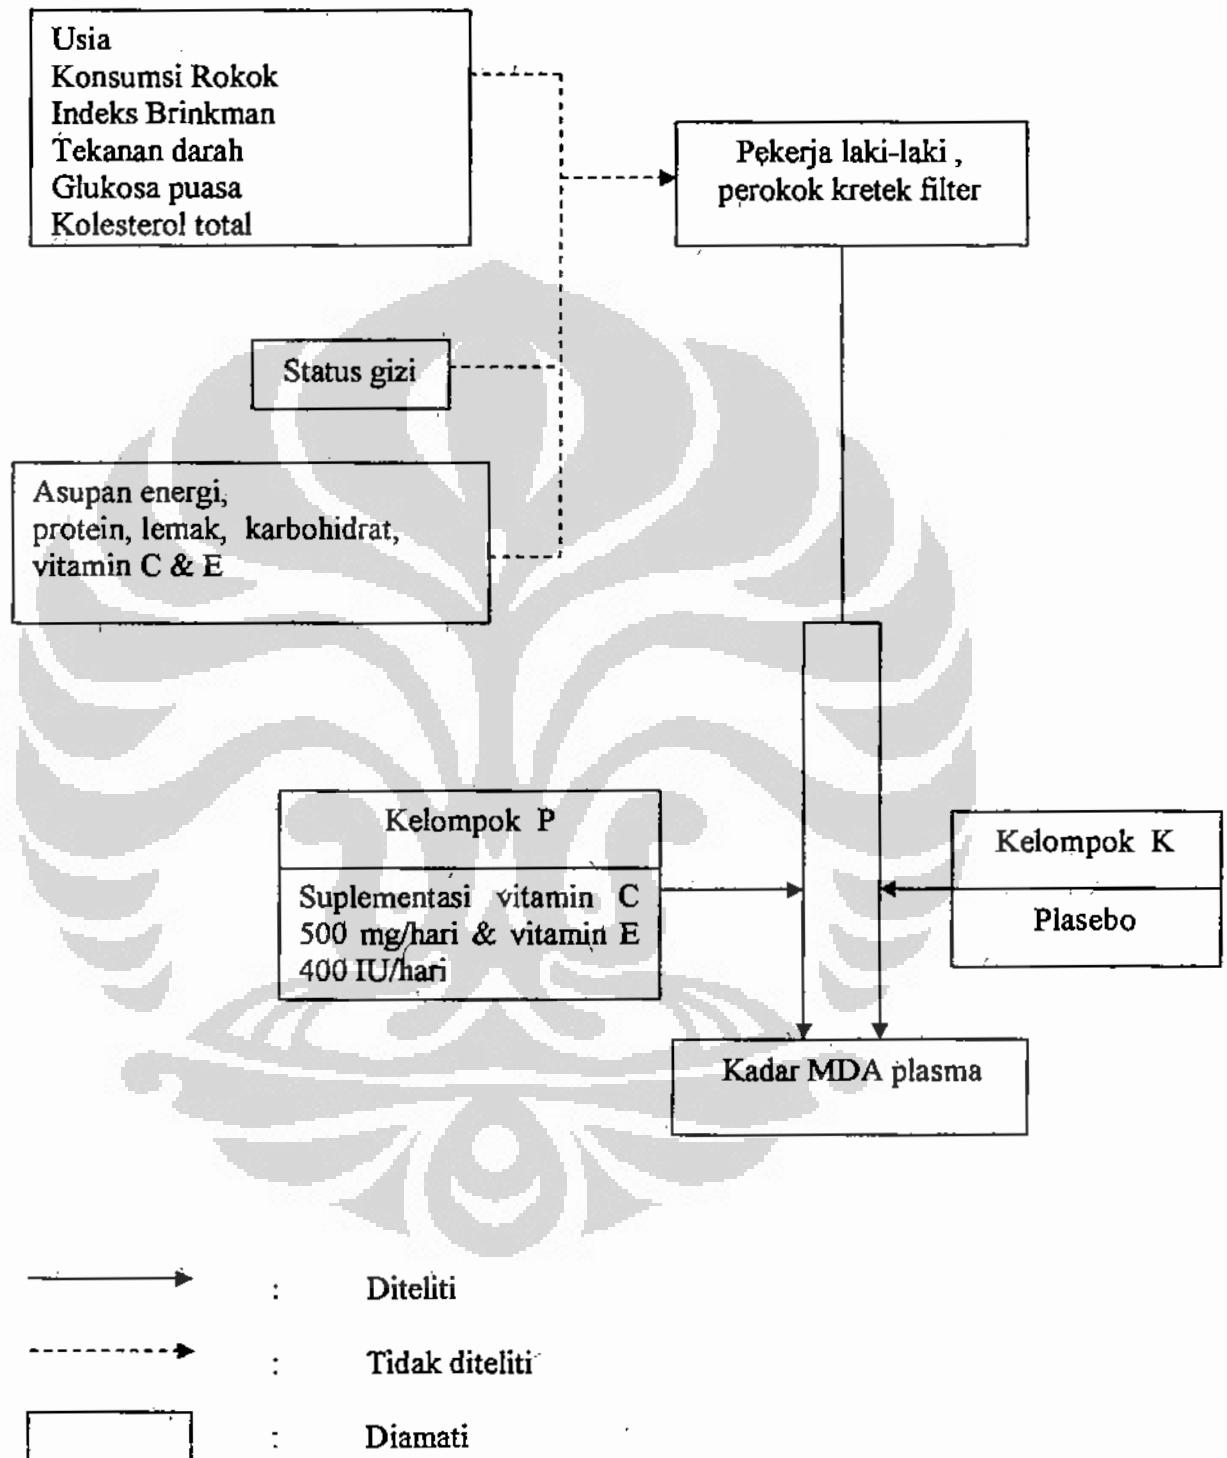 Usia
Konsumsi Rokok
Indeks Brinkman
Tekanan darah
Glukosa puasa
Kolesterol total
Pekerja laki-laki ,
perokok kretek filter
Status gizi
Asupan energi,
protein, lemak, karbohidrat,
vitamin C & E
Kelompok P
Suplementasi vitamin C
500 mg/hari & vitamin E
400 IU/hari
Kelompok K
Plasebo
Kadar MDA plasma
: Diteliti
: Tidak diteliti
: Diamati